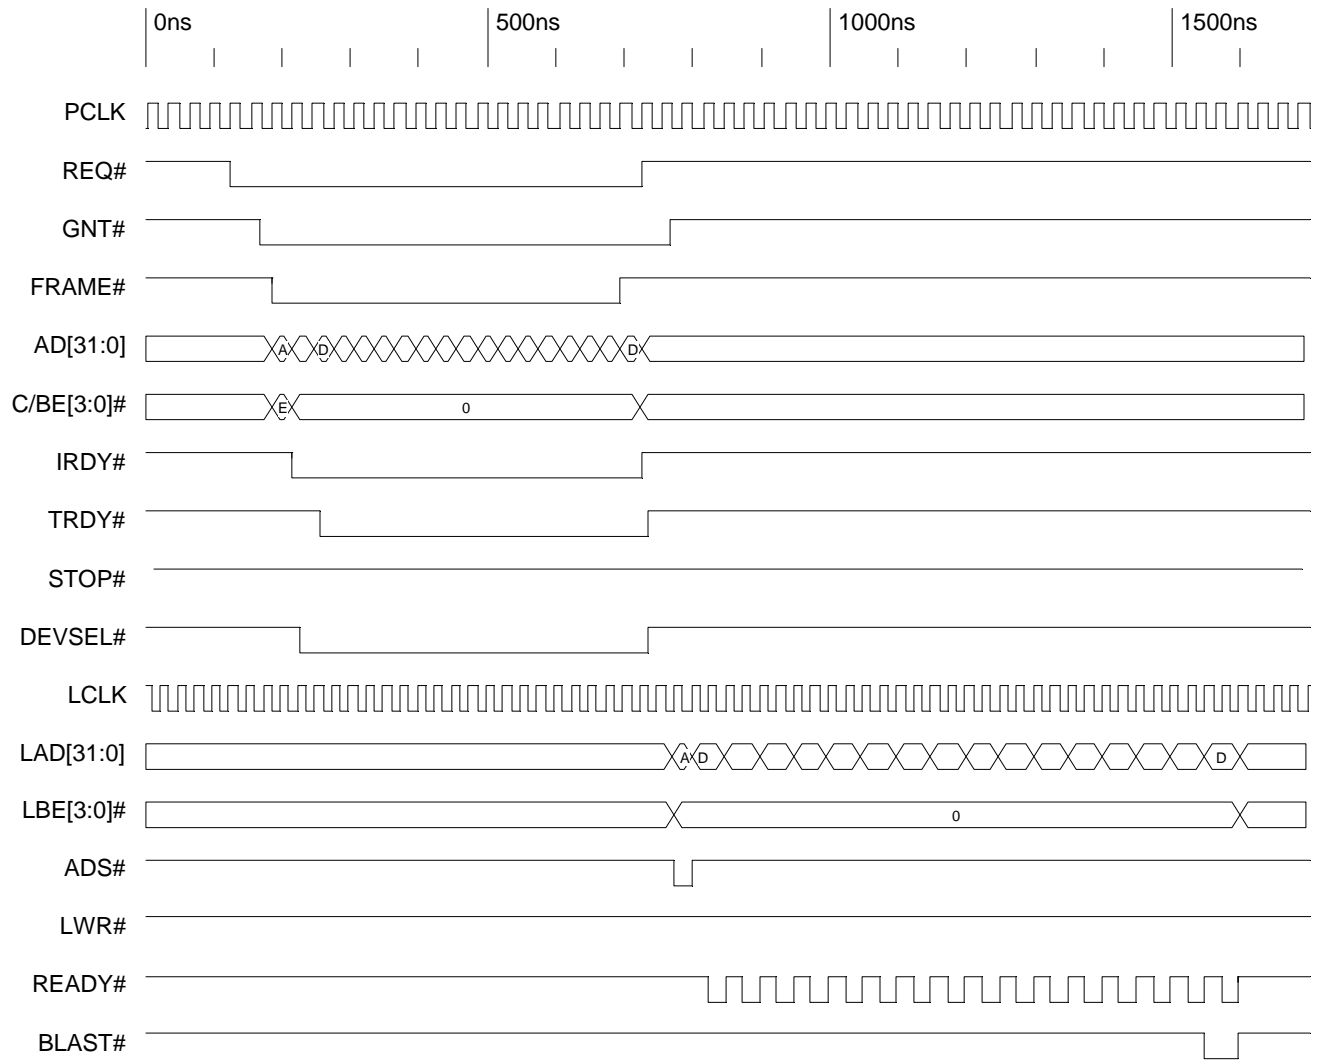 0ns 500ns 1000ns 1500ns
PCLK
REQ#
GNT#
FRAME#
AD[31:0] A D D
C/BE[3:0]# E 0
IRDY#
TRDY#
STOP#
DEVSEL#
LCLK
LAD[31:0] A D D
LBE[3:0]# 0
ADS#
LWR#
READY#
BLAST#